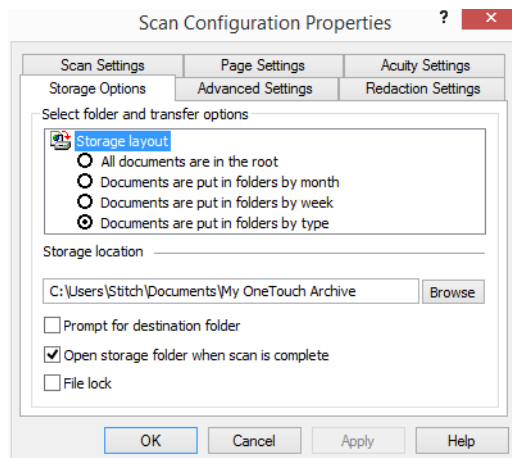 Scan Configuration Properties ? ×
Scan Settings Page Settings Acuity Settings
Storage Options Advanced Settings Redaction Settings
Select folder and transfer options
Storage layout
All documents are in the root
Documents are put in folders by month
Documents are put in folders by week
Documents are put in folders by type
Storage location
C:\Users\Stitch\Documents\My OneTouch Archive Browse
Prompt for destination folder
Open storage folder when scan is complete
File lock
OK Cancel Apply Help